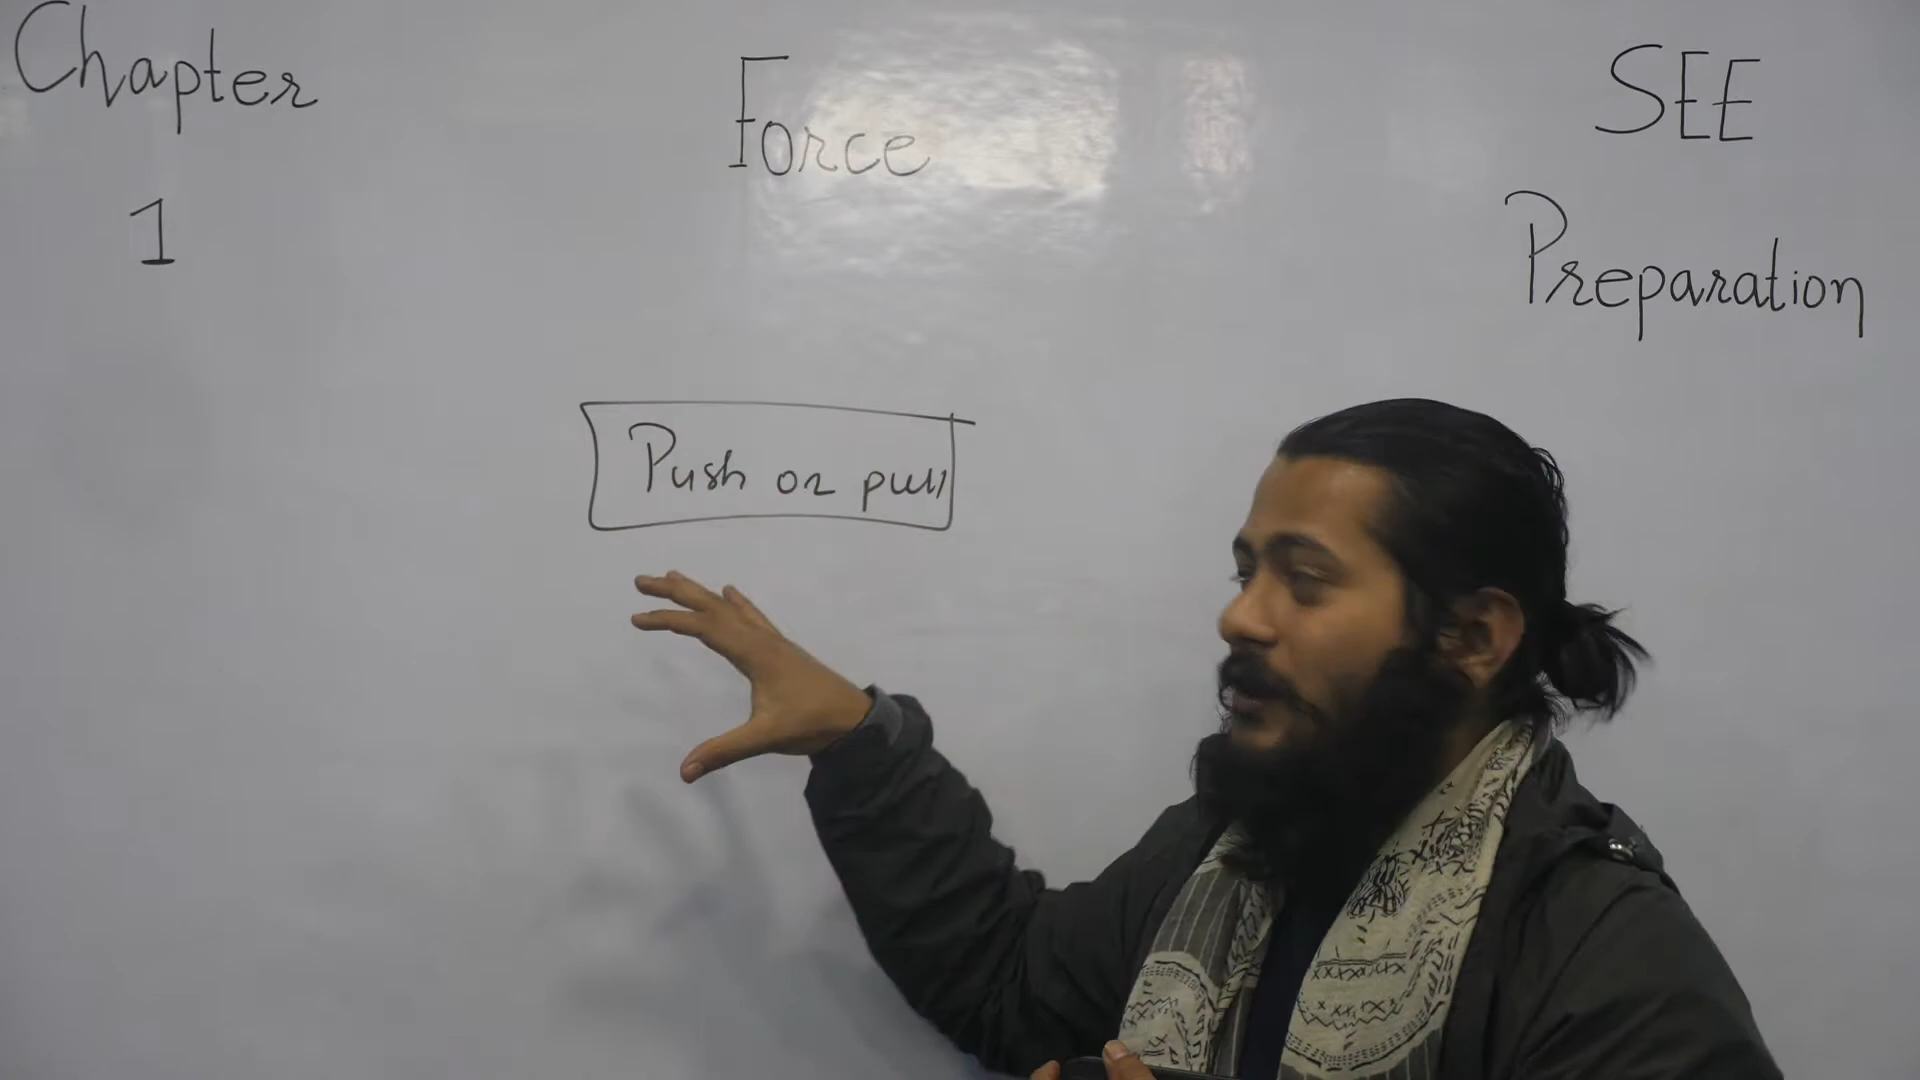 Chapter
1
Force
SEE
Preparation
Push or pull